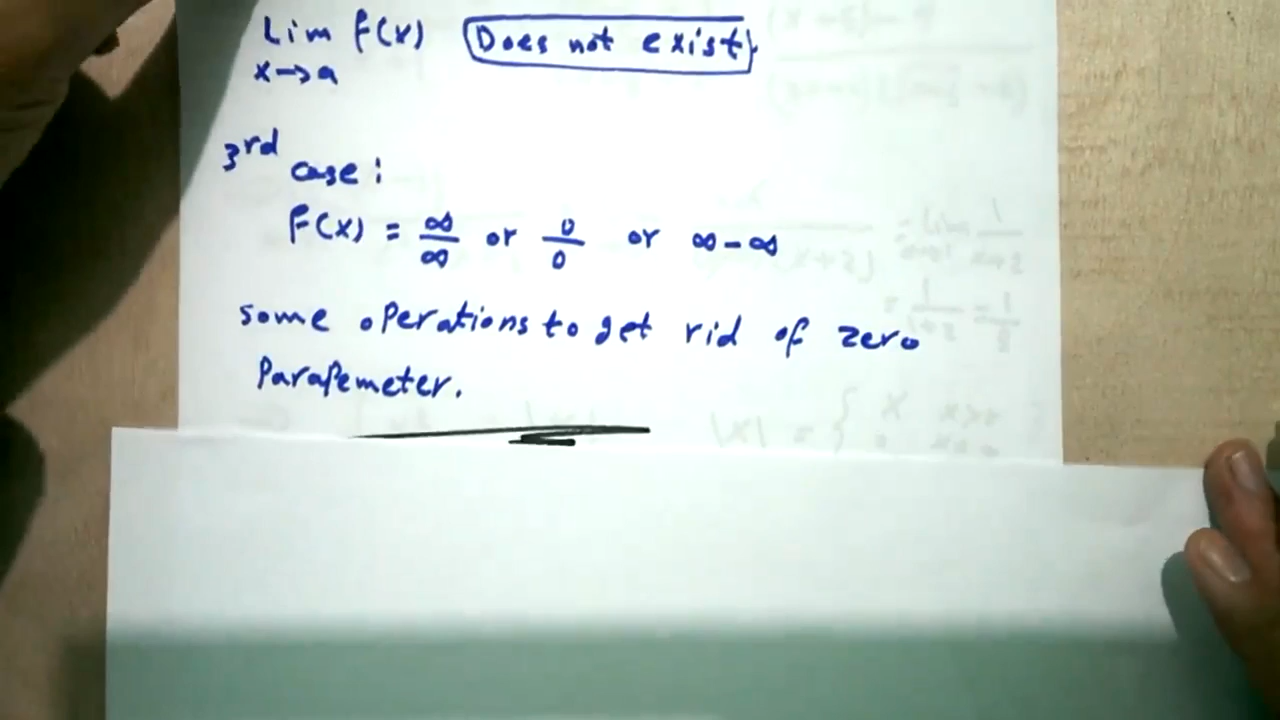 Lim f(x) Does not exist
x→a
3rd case:
f(x) = ∞/∞ or 0/0 or ∞-∞
some operations to get rid of zero
Parapemeter.